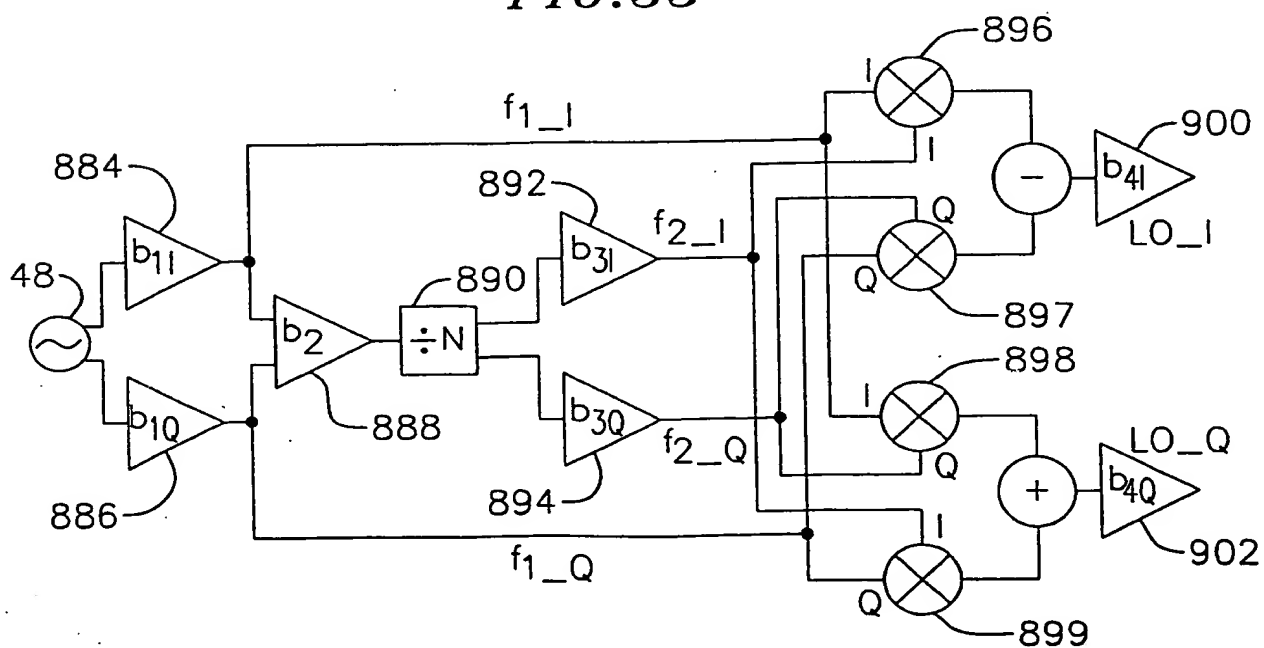 896
I
f1_I
900
I
884
892
b4I
f2_I
Q
b1I
b3I
LO_I
48
890
Q
b2
÷N
897
898
I
b1Q
b3Q
888
f2_Q
Q
LO_Q
886
894
b4Q
I
902
f1_Q
Q
899